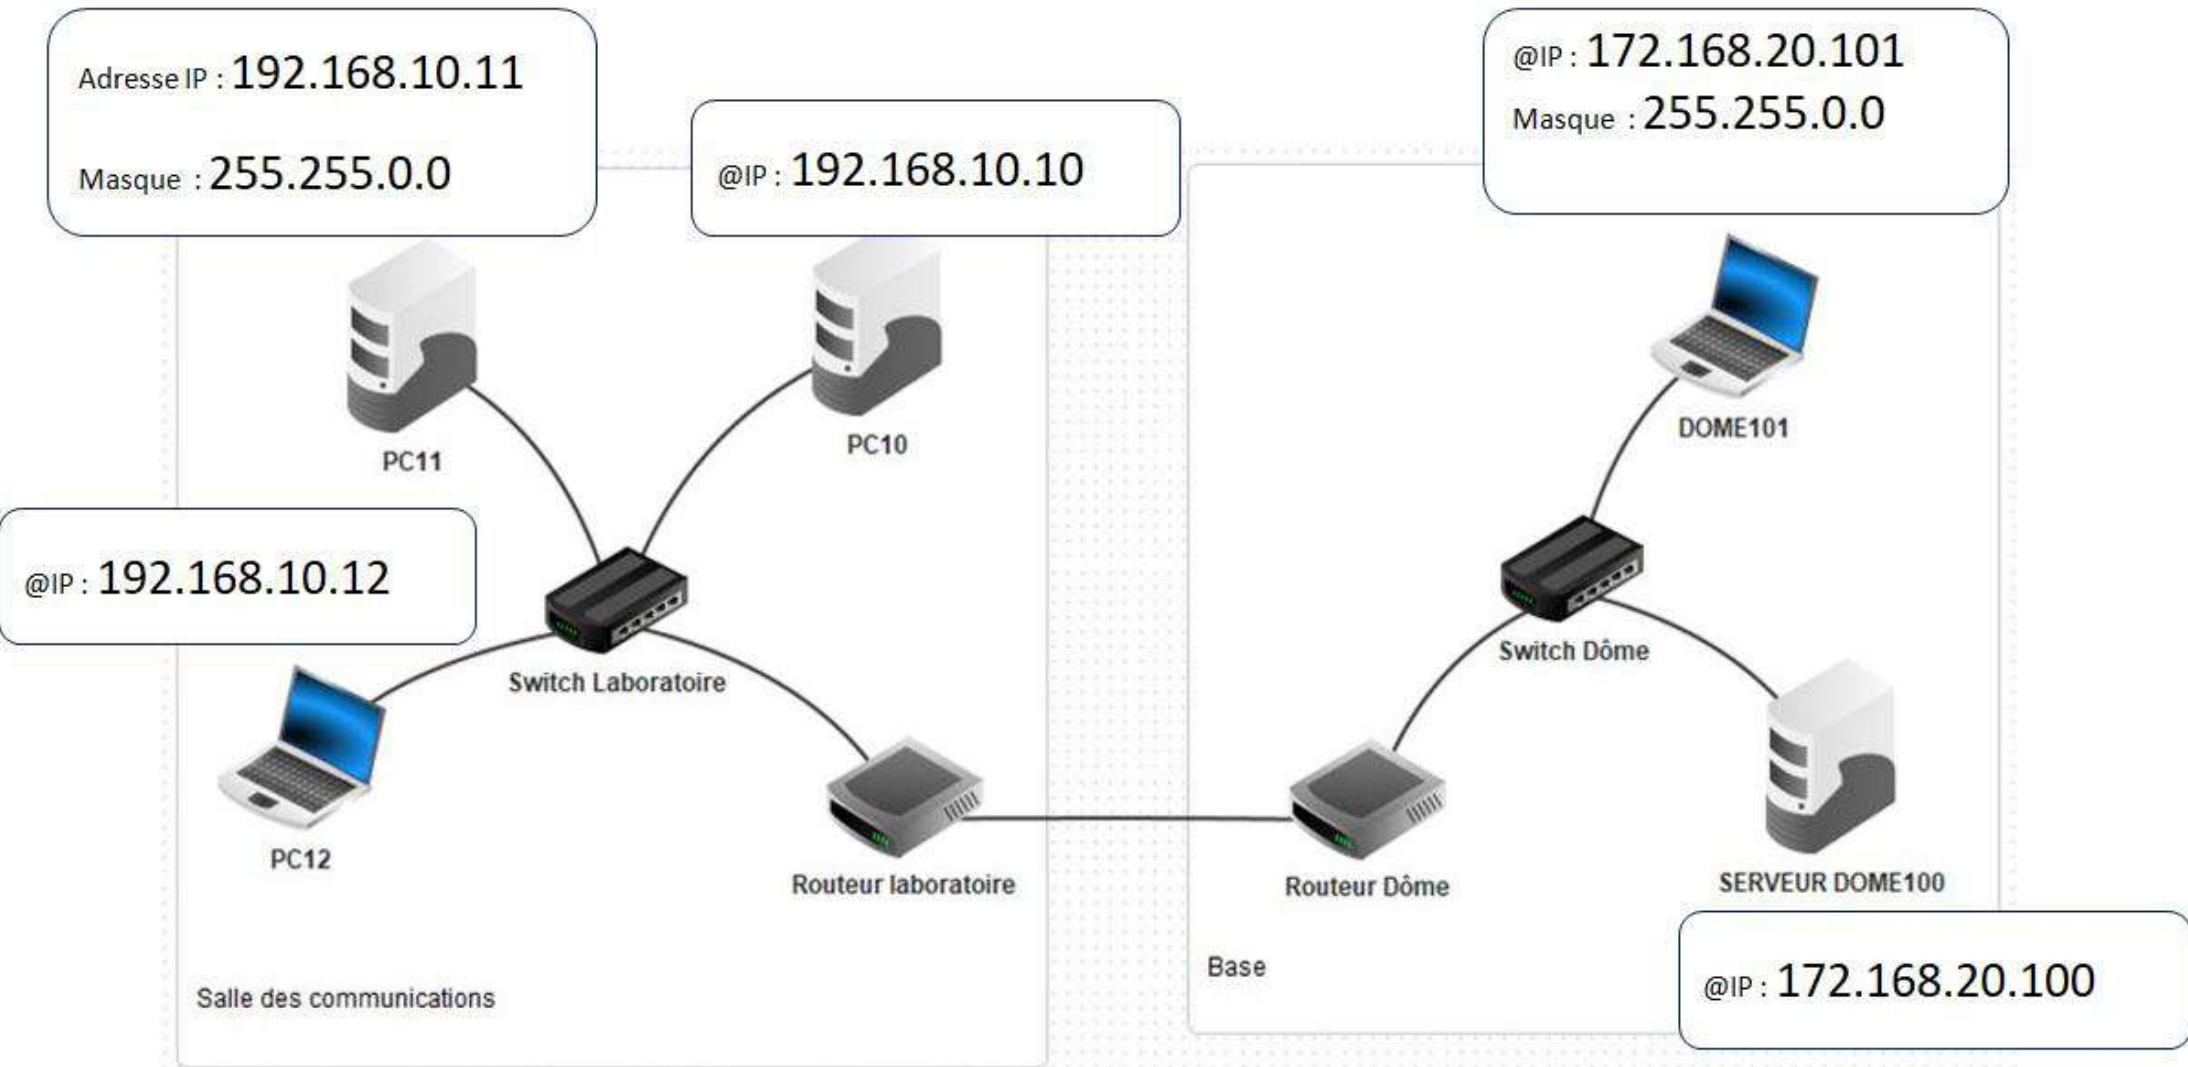 Adresse IP : 192.168.10.11
Masque : 255.255.0.0
@IP : 192.168.10.10
@IP : 172.168.20.101
Masque : 255.255.0.0
PC11
PC10
DOME101
@IP : 192.168.10.12
Switch Laboratoire
Switch Dôme
PC12
Routeur laboratoire
Routeur Dôme
SERVEUR DOME100
Salle des communications
Base
@IP : 172.168.20.100